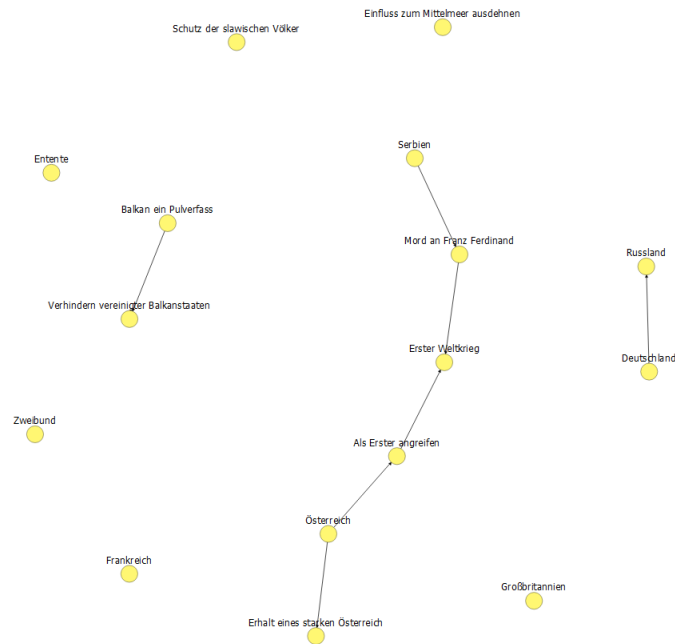 Einfluss zum Mittelmeer ausdehnen
Schutz der slawischen Völker
Serbien
Entente
Balkan ein Pulverfass
Mord an Franz Ferdinand
Russland
Verhindern vereinigter Balkanstaaten
Erster Weltkrieg
Deutschland
Zweibund
Als Erster angreifen
Österreich
Frankreich
Großbritannien
Erhalt eines starken Österreich